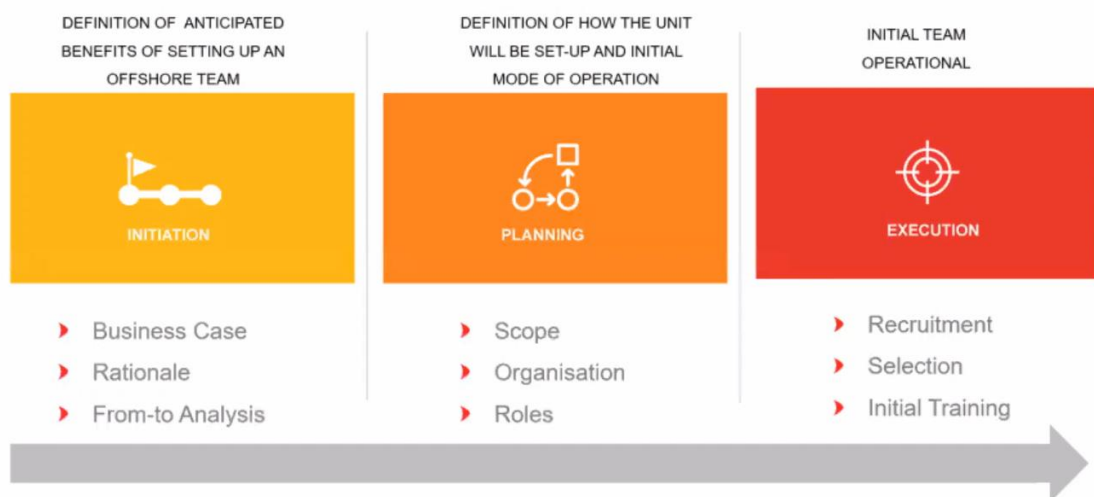 DEFINITION OF ANTICIPATED
BENEFITS OF SETTING UP AN
OFFSHORE TEAM
INITIATION
Business Case
Rationale
From-to Analysis
DEFINITION OF HOW THE UNIT
WILL BE SET-UP AND INITIAL
MODE OF OPERATION
PLANNING
Scope
Organisation
Roles
INITIAL TEAM
OPERATIONAL
EXECUTION
Recruitment
Selection
Initial Training